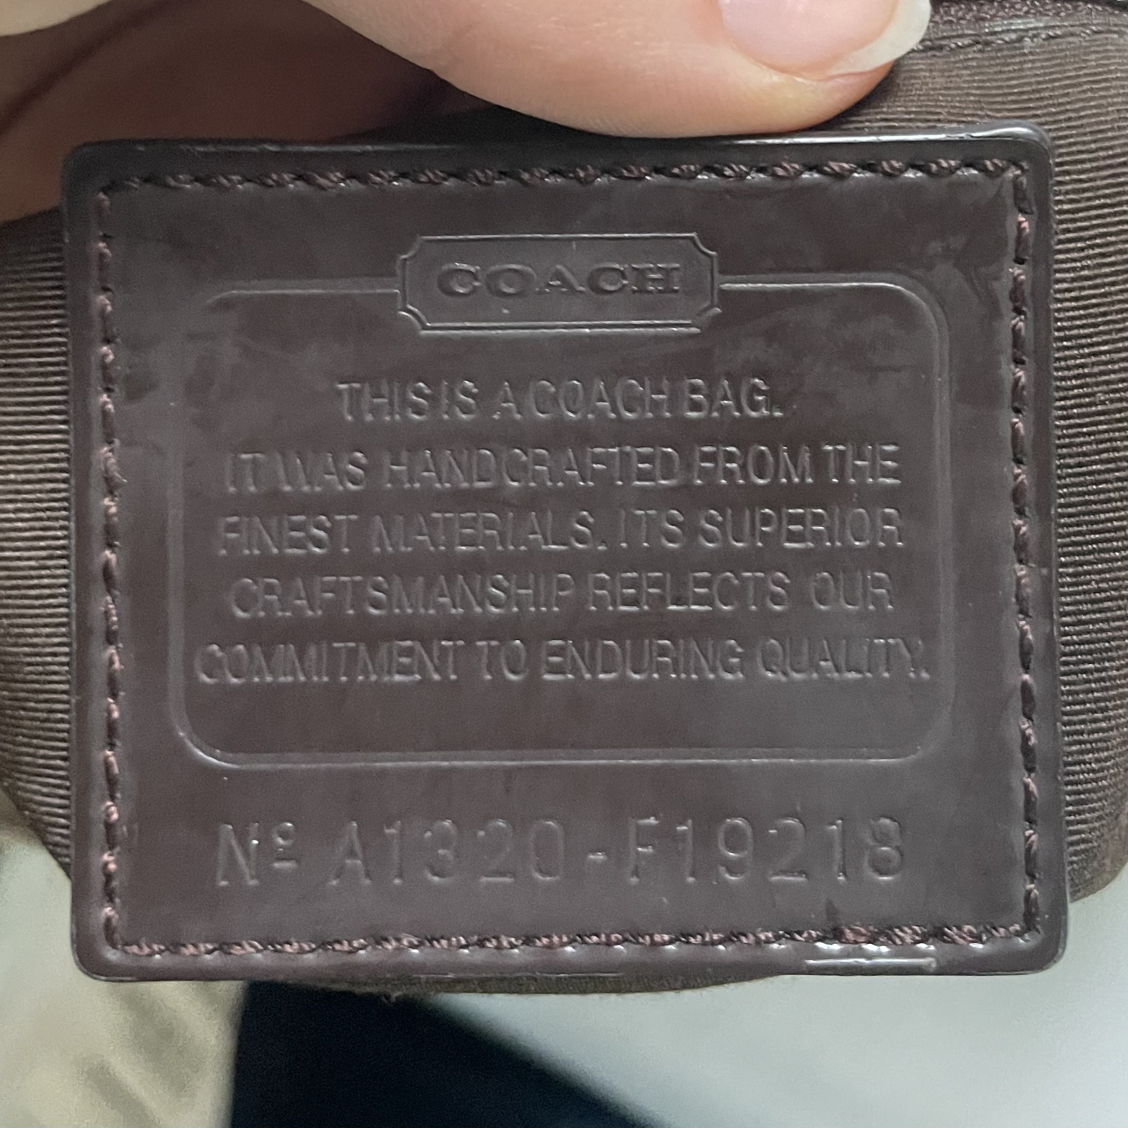 COACH
THIS IS A COACH BAG.
IT WAS HANDCRAFTED FROM THE
FINEST MATERIALS. ITS SUPERIOR
CRAFTSMANSHIP REFLECTS OUR
COMMITMENT TO ENDURING QUALITY.
Nº A1320-F19218